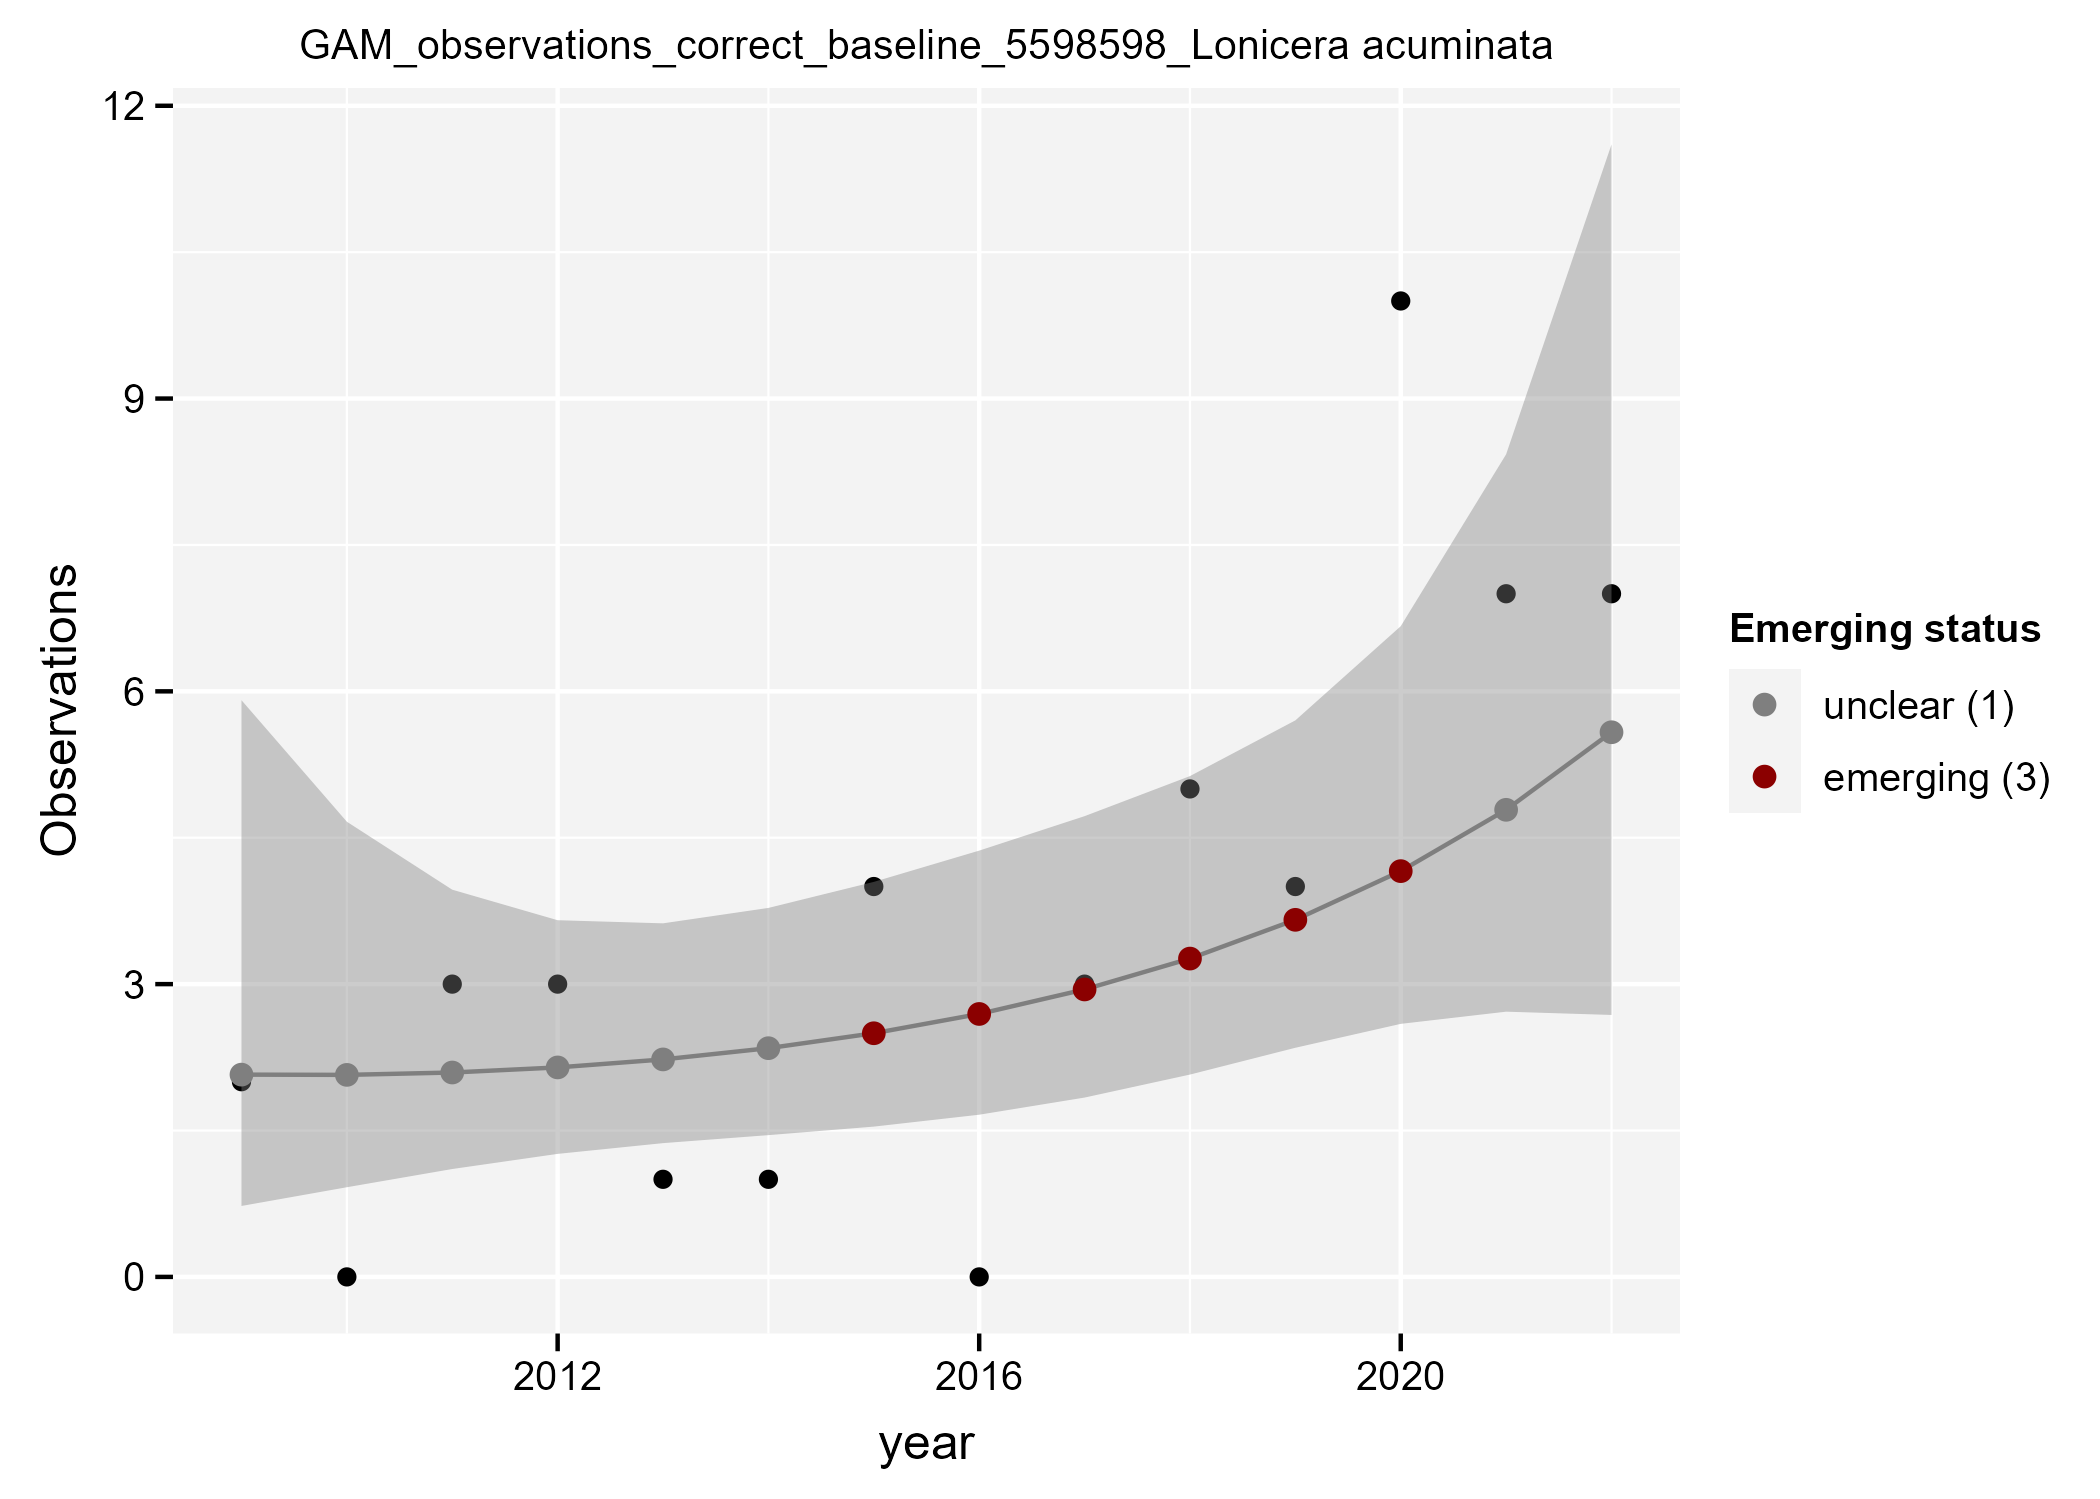 GAM_observations_correct_baseline_5598598_Lonicera acuminata
12
9
6
3
0
Observations
2012
2016
2020
year
Emerging status
unclear (1)
emerging (3)